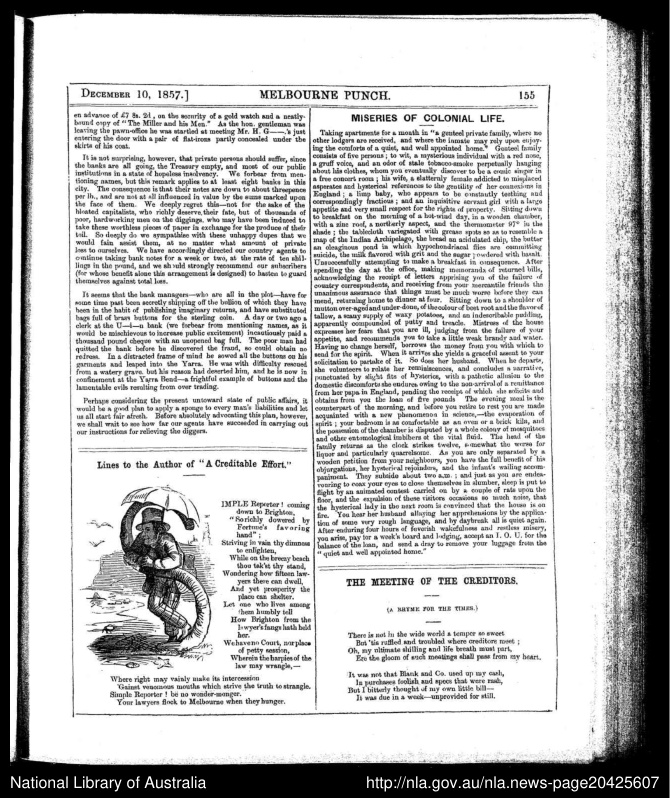 DECEMBER 10, 1857.]
MELBOURNE PUNCH.
155
en advance of £7 8s. 2d., on the security of a gold watch and a neatly-
bound copy of "The Miller and his Men." As the hon. gentleman was
leaving the pawn-office he was startled at meeting Mr. H. G——.'s just
entering the door with a pair of flat-irons partly concealed under the
skirts of his coat.
It is not surprising, however, that private persons should suffer, since
the banks are all going, the Treasury empty, and most of our public
institutions in a state of hopeless insolvency. We forbear from men-
tioning names, but this remark applies to at least eight banks in this
city. The consequence is that their notes are down to about threepence
per lb., and are not at all influenced in value by the sums marked upon
the face of them. We deeply regret this—not for the sake of the
bloated capitalists, who richly deserve their fate, but of thousands of
poor, hardworking men on the diggings, who may have been induced to
take these worthless pieces of paper in exchange for the produce of their
toil. So deeply do we sympathise with these unhappy dupes that we
would fain assist them, at no matter what amount of private
loss to ourselves. We have accordingly directed our country agents to
continue taking bank notes for a week or two, at the rate of ten shil-
lings in the pound, and we should strongly recommend our subscribers
(for whose benefit alone this arrangement is designed) to hasten to guard
themselves against total loss.
It seems that the bank managers—who are all in the plot—have for
some time past been secretly shipping off the bullion of which they have
been in the habit of publishing imaginary returns, and have substituted
bags full of brass buttons for the sterling coin. A day or two ago a
clerk at the U—i—n bank (we forbear from mentioning names, as it
would be mischievous to increase public excitement) incautiously paid a
thousand pound cheque with an unopened bag full. The poor man had
quitted the bank before he discovered the fraud, so could obtain no
redress. In a distracted frame of mind he sewed all the buttons on his
garments and leaped into the Yarra. He was with difficulty rescued
from a watery grave, but his reason had deserted him, and he is now in
confinement at the Yarra Bend—a frightful example of buttons and the
lamentable evils resulting from over trading.
Perhaps considering the present untoward state of public affairs, it
would be a good plan to apply a sponge to every man's liabilities and let
us all start fair afresh. Before absolutely advocating this plan, however,
we shall wait to see how far our agents have succeeded in carrying out
our instructions for relieving the diggers.
Lines to the Author of "A Creditable Effort."
IMPLE Reporter! coming
down to Brighton,
"So richly dowered by
Fortune's favoring
hand";
Striving in vain thy dimness
to enlighten,
While on the breezy beach
thou tak'st thy stand,
Wondering how fifteen law-
yers there can dwell,
And yet prosperity the
place can shelter.
Let one who lives among
them humbly tell
How Brighton from the
lawyer's fangs hath held
her.
We have no Court, nor place
of petty session,
Wherein the harpies of the
law may wrangle,—
Where right may vainly make its intercession
'Gainst venomous mouths which strive the truth to strangle.
Simple Reporter! be no wonder-monger.
Your lawyers flock to Melbourne when they hunger.
MISERIES OF COLONIAL LIFE.
Taking apartments for a month in "a genteel private family, where no
other lodgers are received, and where the inmate may rely upon enjoy-
ing the comforts of a quiet, and well appointed home." Genteel family
consists of five persons; to wit, a mysterious individual with a red nose,
a gruff voice, and an odor of stale tobacco-smoke perpetually hanging
about his clothes, whom you eventually discover to be a comic singer in
a free concert room; his wife, a slatternly female addicted to misplaced
asperates and hysterical references to the gentility of her connexions in
England; a limp baby, who appears to be constantly teething and
correspondingly fractious; and an inquisitive servant girl with a large
appetite and very small respect for the rights of property. Sitting down
to breakfast on the morning of a hot-wind day, in a wooden chamber,
with a zinc roof, a northerly aspect, and the thermometer 97° in the
shade; the tablecloth variegated with grease spots so as to resemble a
map of the Indian Archipelago, the bread an acidulated chip, the butter
an oleaginous pond in which hypochondriacal flies are committing
suicide, the milk flavored with grit and the sugar powdered with basalt.
Unsuccessfully attempting to make a breakfast in consequence. After
spending the day at the office, making memoranda of returned bills,
acknowledging the receipt of letters apprising you of the failure of
country correspondents, and receiving from your mercantile friends the
unanimous assurance that things must be much worse before they can
mend, returning home to dinner at four. Sitting down to a shoulder of
mutton over-aged and under-done, of the colour of beet root and the flavor of
tallow, a scanty supply of waxy potatoes, and an indescribable pudding,
apparently compounded of putty and treacle. Mistress of the house
expresses her fear that you are ill, judging from the failure of your
appetite, and recommends you to take a little weak brandy and water.
Having no change herself, borrows the money from you with which to
send for the spirit. When it arrives she yields a graceful assent to your
solicitation to partake of it. So does her husband. When he departs,
she volunteers to relate her reminiscences, and concludes a narrative,
punctuated by slight fits of hysterics, with a pathetic allusion to the
domestic discomforts she endures owing to the non-arrival of a remittance
from her papa in England, pending the receipt of which she solicits and
obtains from you the loan of five pounds. The evening meal is the
counterpart of the morning, and before you retire to rest you are made
acquainted with a new phenomenon in science,—the evaporation of
spirit; your bedroom is as comfortable as an oven or a brick kiln, and
the possession of the chamber is disputed by a whole colony of mosquitoes
and other entomological imbibers of the vital fluid. The head of the
family returns as the clock strikes twelve, somewhat the worse for
liquor and particularly quarrelsome. As you are only separated by a
wooden petition from your neighbours, you have the full benefit of his
objurgations, her hysterical rejoinders, and the infant's wailing accom-
paniment. They subside about two a.m.; and just as you are endea-
vouring to coax your eyes to close themselves in slumber, sleep is put to
flight by an animated contest carried on by a couple of rats upon the
floor, and the expulsion of these visitors occasions so much noise, that
the hysterical lady in the next room is convinced that the house is on
fire. You hear her husband allaying her apprehensions by the applica-
tion of some very rough language, and by daybreak all is quiet again.
After enduring four hours of feverish wakefulness and restless misery,
you arise, pay for a week's board and lodging, accept an I. O. U. for the
balance of the loan, and send a dray to remove your luggage from the
"quiet and well appointed home."
THE MEETING OF THE CREDITORS.
(A RHYME FOR THE TIMES.)
There is not in the wide world a temper so sweet
But 'tis ruffled and troubled where creditors meet;
Oh, my ultimate shilling and life breath must part,
Ere the gloom of such meetings shall pass from my heart.
It was not that Blank and Co. used up my cash,
In purchases foolish and specs that were rash,
But I bitterly thought of my own little bill—
It was due in a week—unprovided for still.
National Library of Australia
http://nla.gov.au/nla.news-page20425607